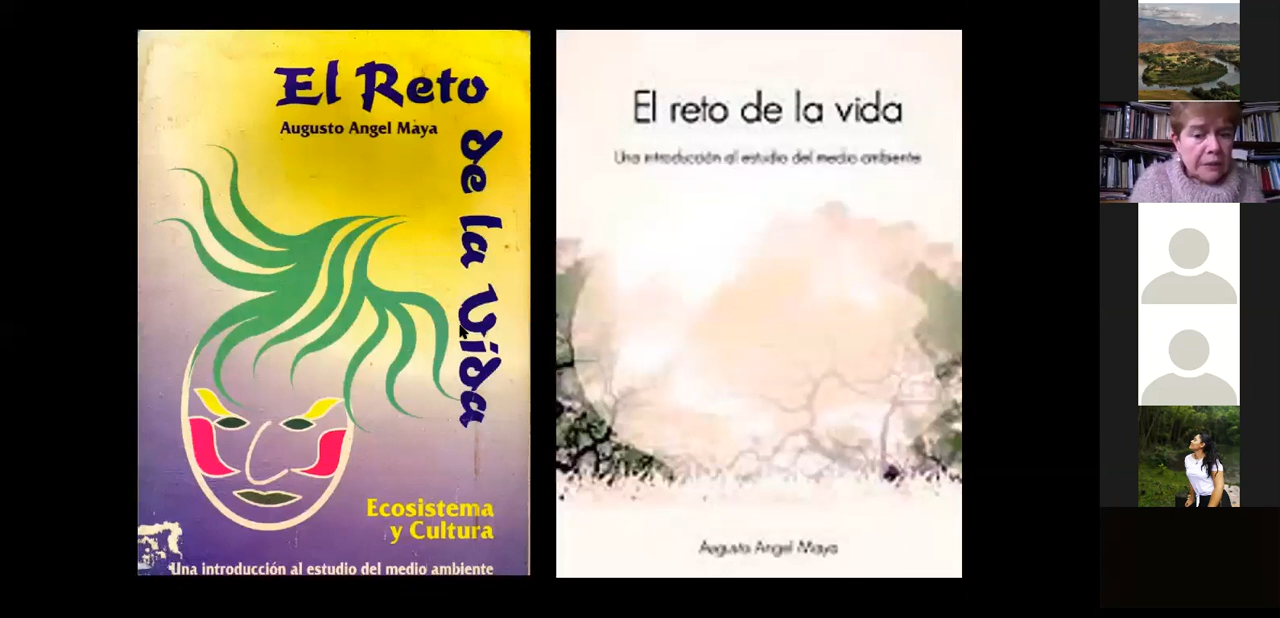 El Reto
de la Vida
Augusto Angel Maya
Ecosistema
y Cultura
Una introducción al estudio del medio ambiente
El reto de la vida
Una introducción al estudio del medio ambiente
Augusto Angel Maya